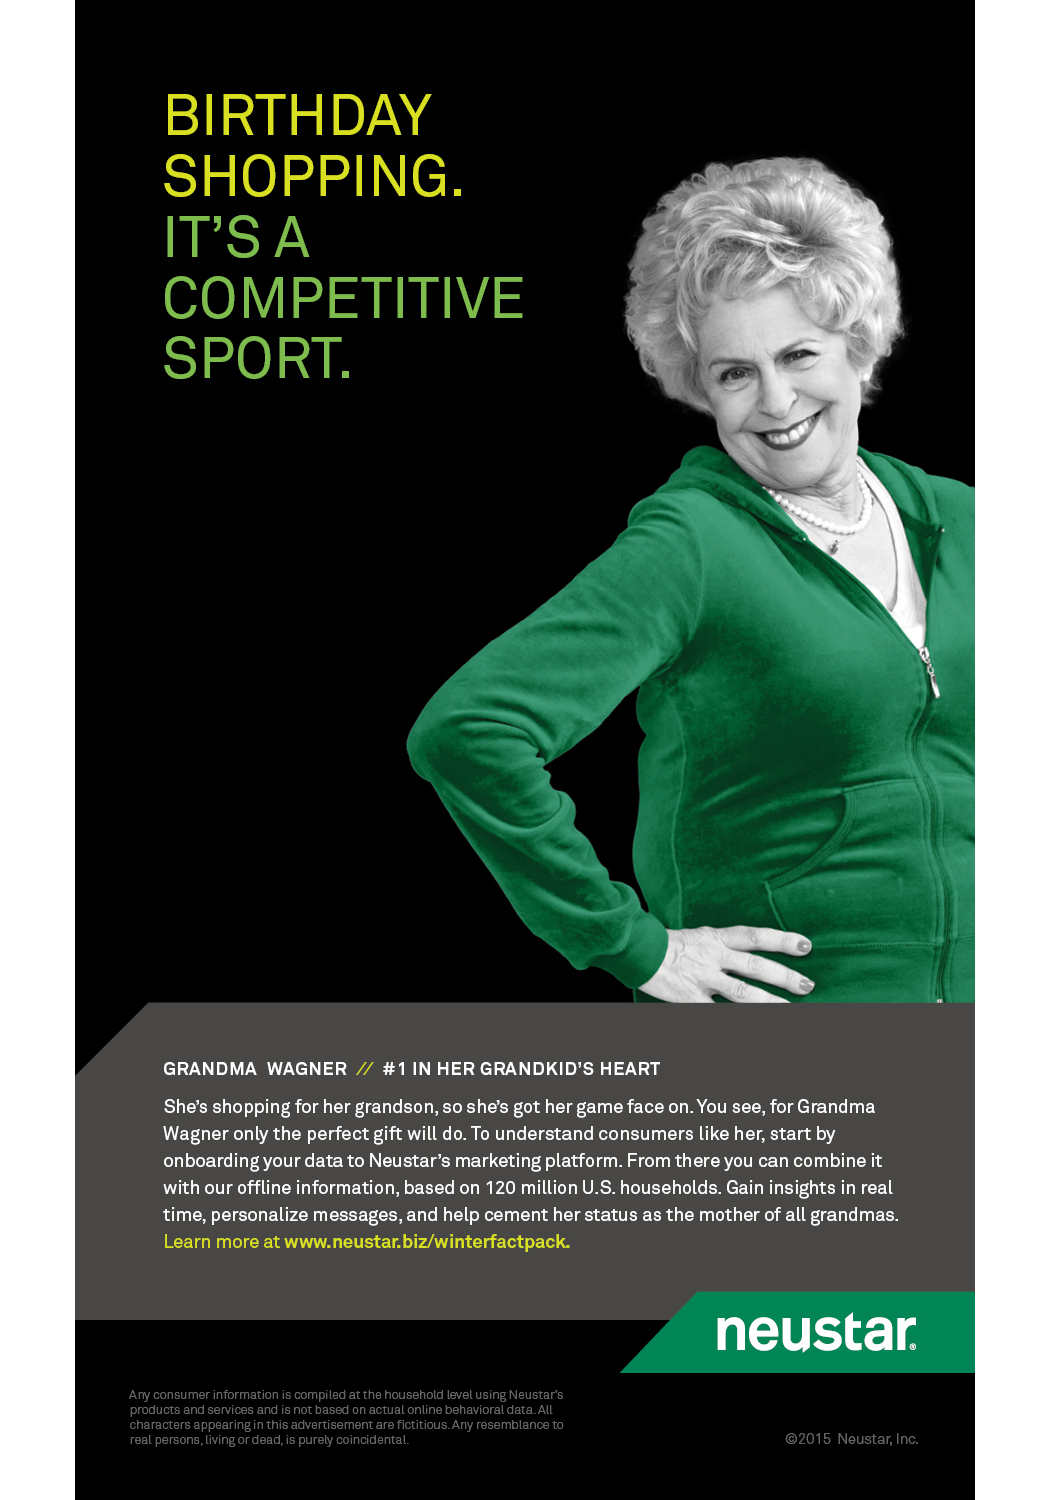 BIRTHDAY
SHOPPING.
IT’S A
COMPETITIVE
SPORT.
GRANDMA WAGNER // #1 IN HER GRANDKID’S HEART
She’s shopping for her grandson, so she’s got her game face on. You see, for Grandma
Wagner only the perfect gift will do. To understand consumers like her, start by
onboarding your data to Neustar’s marketing platform. From there you can combine it
with our offline information, based on 120 million U.S. households. Gain insights in real
time, personalize messages, and help cement her status as the mother of all grandmas.
Learn more at www.neustar.biz/winterfactpack.
neustar®
Any consumer information is compiled at the household level using Neustar’s
products and services and is not based on actual online behavioral data. All
characters appearing in this advertisement are fictitious. Any resemblance to
real persons, living or dead, is purely coincidental.
©2015 Neustar, Inc.